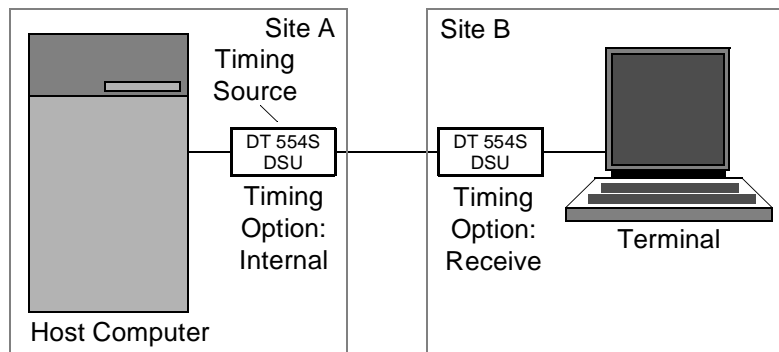 Site A
Timing
Source
DT 554S
DSU
Timing
Option:
Internal
Host Computer
Site B
DT 554S
DSU
Timing
Option:
Receive
Terminal